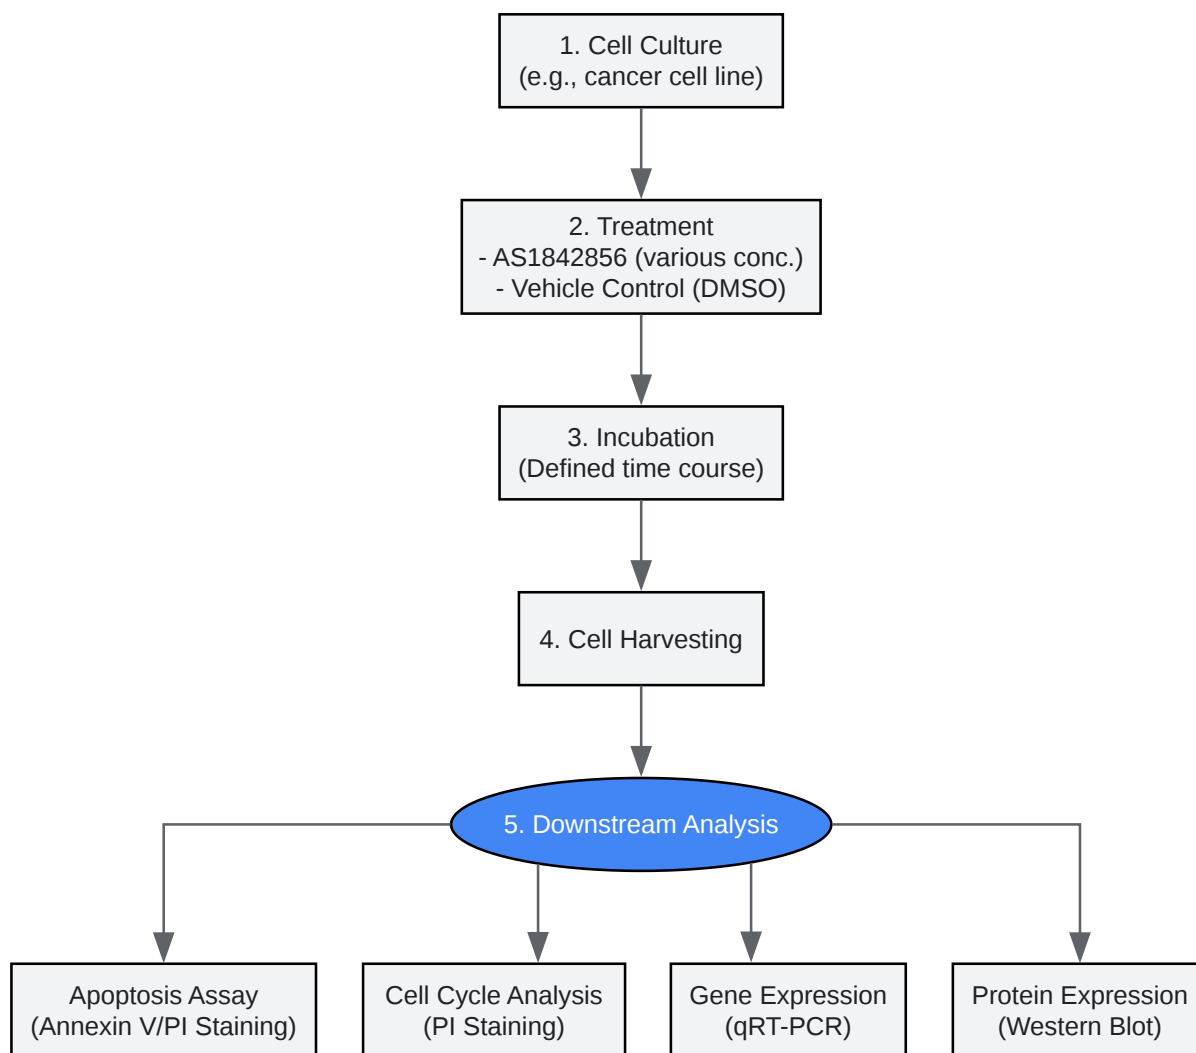 1. Cell Culture
(e.g., cancer cell line)
2. Treatment
- AS1842856 (various conc.)
- Vehicle Control (DMSO)
3. Incubation
(Defined time course)
4. Cell Harvesting
5. Downstream Analysis
Apoptosis Assay
(Annexin V/PI Staining)
Cell Cycle Analysis
(PI Staining)
Gene Expression
(qRT-PCR)
Protein Expression
(Western Blot)